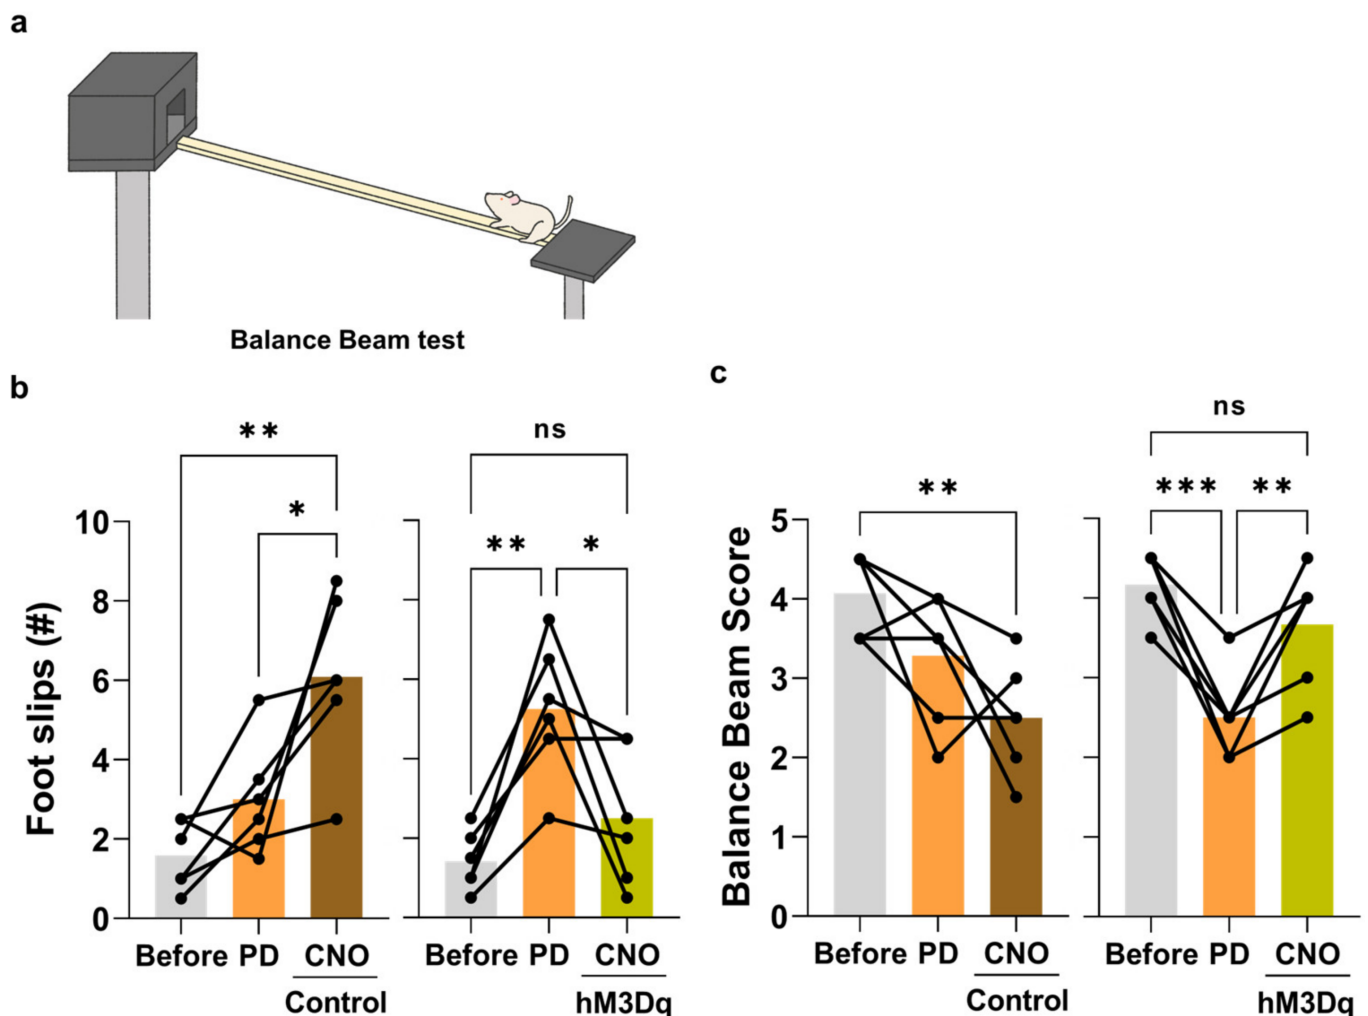 a
Balance Beam test
b
** 
*
ns
** *
Foot slips (#)
10
8
6
4
2
0
Before PD CNO
Control
Before PD CNO
hM3Dq
c
**
ns
*** **
Balance Beam Score
5
4
3
2
1
0
Before PD CNO
Control
Before PD CNO
hM3Dq